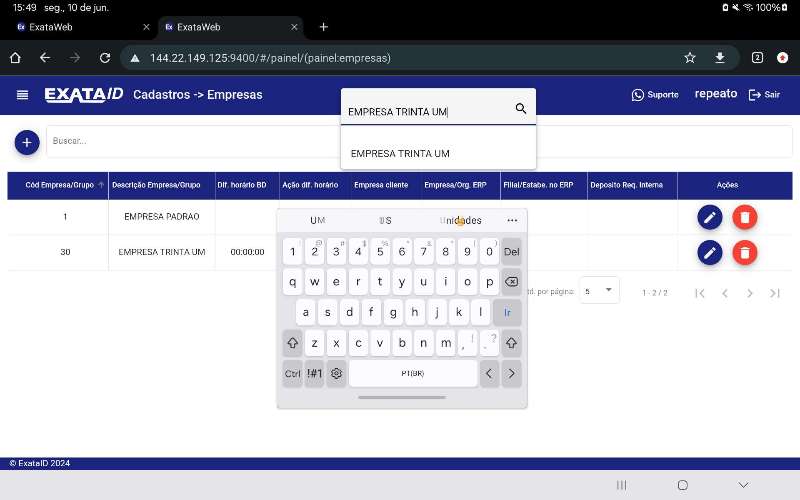 15:49 seg., 10 de jun. 100%
ExataWeb ExataWeb
144.22.149.125:9400/#/painel/(painel:empresas) 2
EXATAID Cadastros -> Empresas EMPRESA TRINTA UM Suporte repeato Sair
Buscar... EMPRESA TRINTA UM
Cód Empresa/Grupo Descrição Empresa/Grupo Dif. horário BD Ação dif. horário Empresa cliente Empresa/Org. ERP Filial/Estabe. no ERP Deposito Req. Interna Ações
1 EMPRESA PADRAO
30 EMPRESA TRINTA UM 00:00:00
td. por página: 5 1 - 2 / 2
UM US Unidades ...
1 2 @ 3 # 4 $ 5 % 6 ^ 7 & 8 * 9 ( 0 ) Del
q w e r t y u i o p
a s d f g h j k l Ir
z x c v b n m , ! . ?
Ctrl !#1 PT(BR) < >
© ExataID 2024